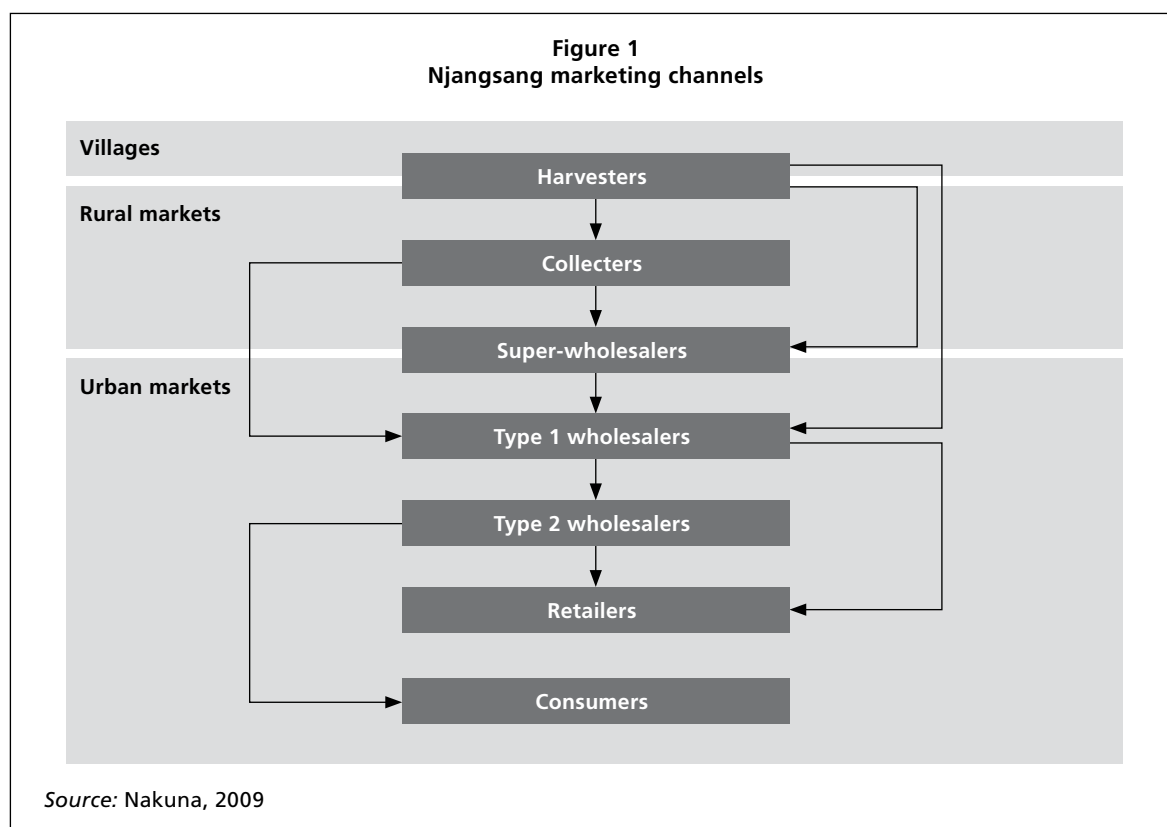 Figure 1
Njangsang marketing channels
Villages
Harvesters
Rural markets
Collecters
Super-wholesalers
Urban markets
Type 1 wholesalers
Type 2 wholesalers
Retailers
Consumers
Source: Nakuna, 2009